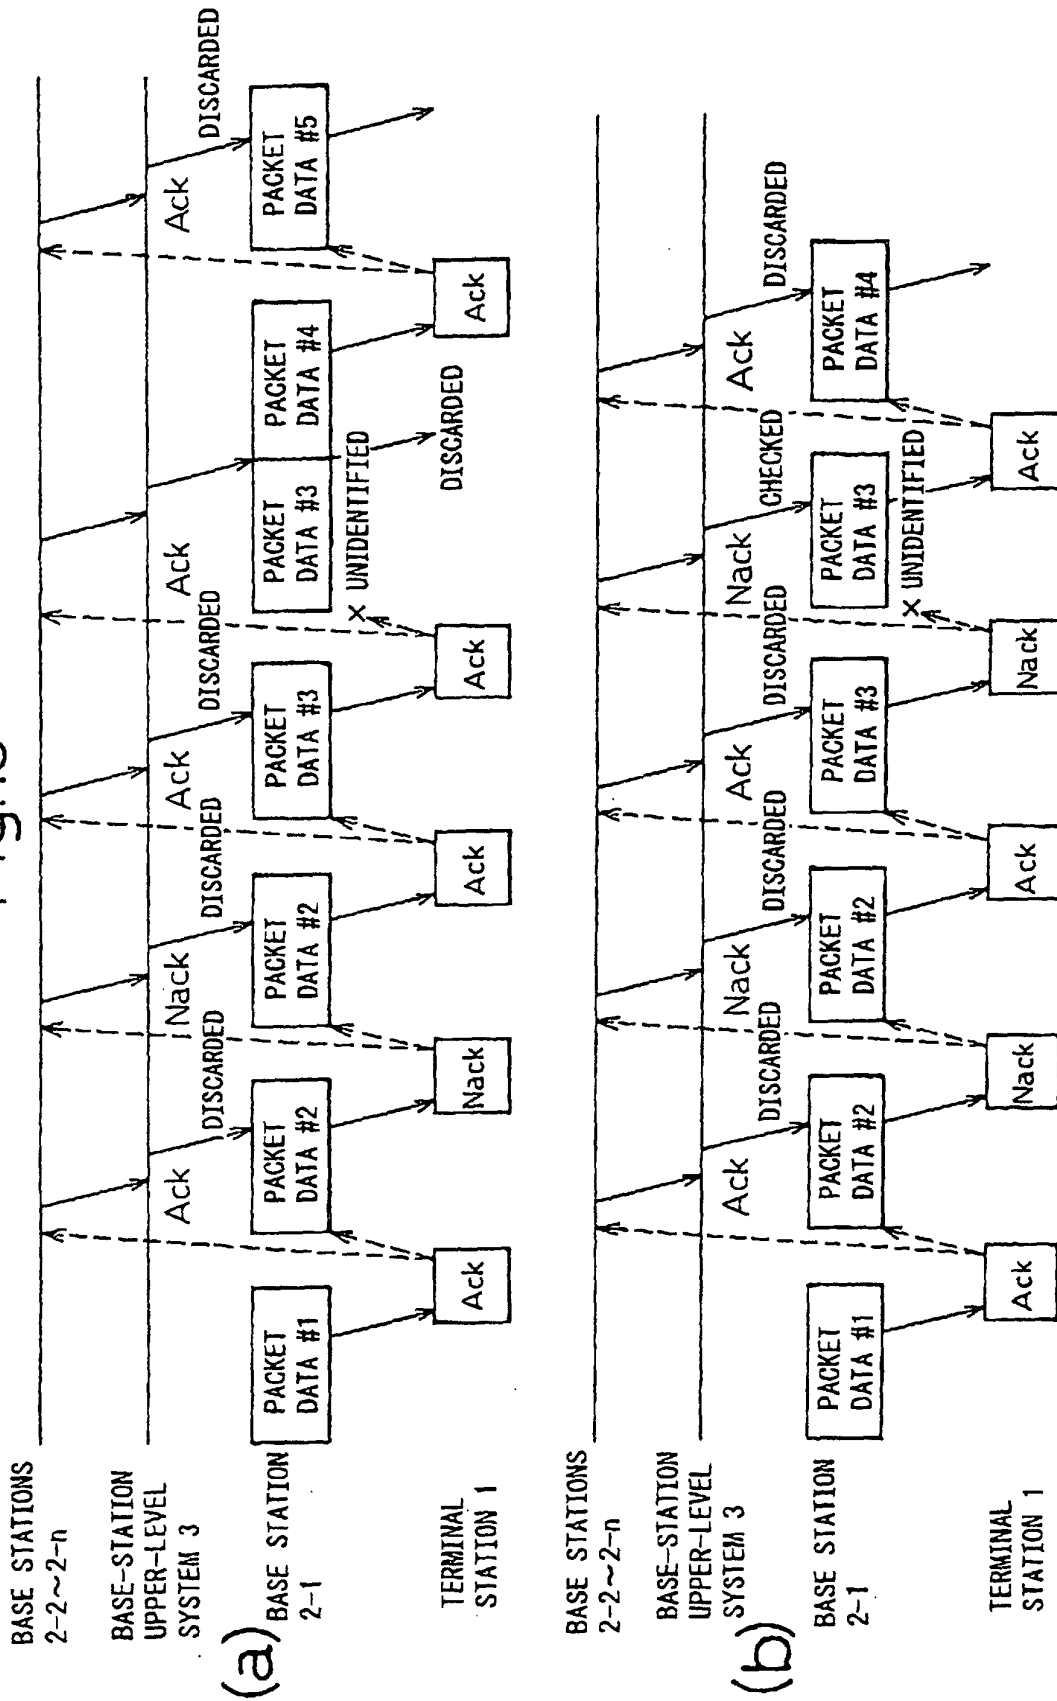 (a)
BASE STATIONS
2-2~2-n
BASE-STATION
UPPER-LEVEL
SYSTEM 3
Ack
Nack
Ack
Ack
Ack
DISCARDED
DISCARDED
DISCARDED
DISCARDED
BASE STATION
2-1
PACKET
DATA #1
PACKET
DATA #2
PACKET
DATA #2
PACKET
DATA #3
PACKET
DATA #3
PACKET
DATA #4
PACKET
DATA #5
× UNIDENTIFIED
DISCARDED
TERMINAL
STATION 1
Ack
Nack
Ack
Ack
Ack
(b)
BASE STATIONS
2-2~2-n
BASE-STATION
UPPER-LEVEL
SYSTEM 3
Ack
Nack
Ack
Nack
Ack
DISCARDED
DISCARDED
DISCARDED
CHECKED
DISCARDED
BASE STATION
2-1
PACKET
DATA #1
PACKET
DATA #2
PACKET
DATA #2
PACKET
DATA #3
PACKET
DATA #3
PACKET
DATA #4
× UNIDENTIFIED
TERMINAL
STATION 1
Ack
Nack
Ack
Nack
Ack